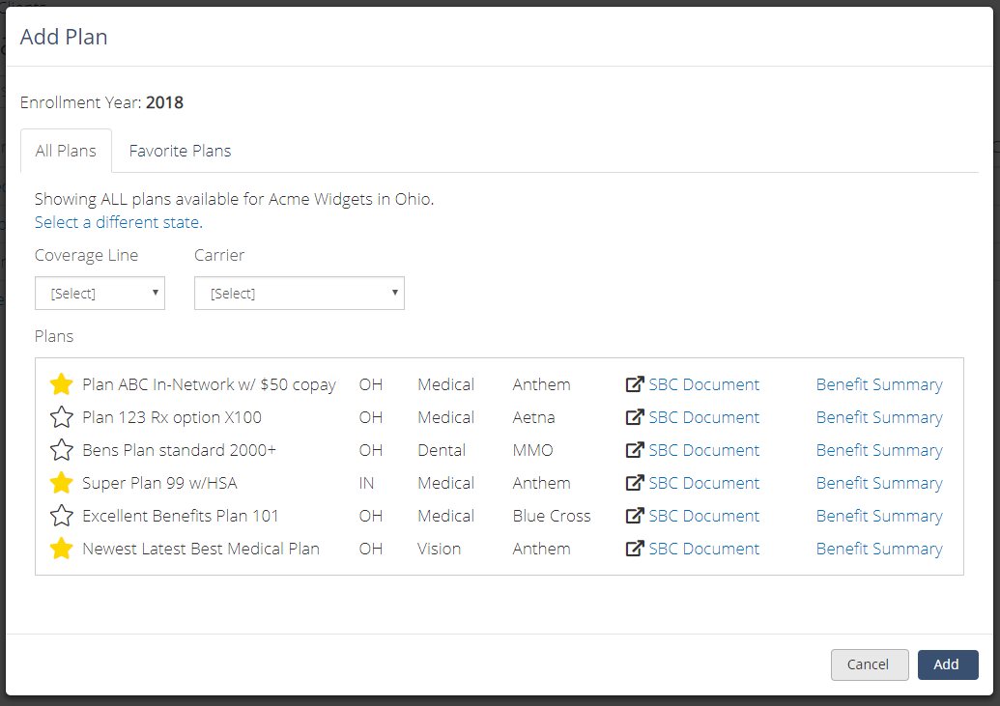 Add Plan
Enrollment Year: 2018
All Plans Favorite Plans
Showing ALL plans available for Acme Widgets in Ohio.
Select a different state.
Coverage Line Carrier
[Select] [Select]
Plans
Plan ABC In-Network w/ $50 copay OH Medical Anthem SBC Document Benefit Summary
Plan 123 Rx option X100 OH Medical Aetna SBC Document Benefit Summary
Bens Plan standard 2000+ OH Dental MMO SBC Document Benefit Summary
Super Plan 99 w/HSA IN Medical Anthem SBC Document Benefit Summary
Excellent Benefits Plan 101 OH Medical Blue Cross SBC Document Benefit Summary
Newest Latest Best Medical Plan OH Vision Anthem SBC Document Benefit Summary
Cancel Add